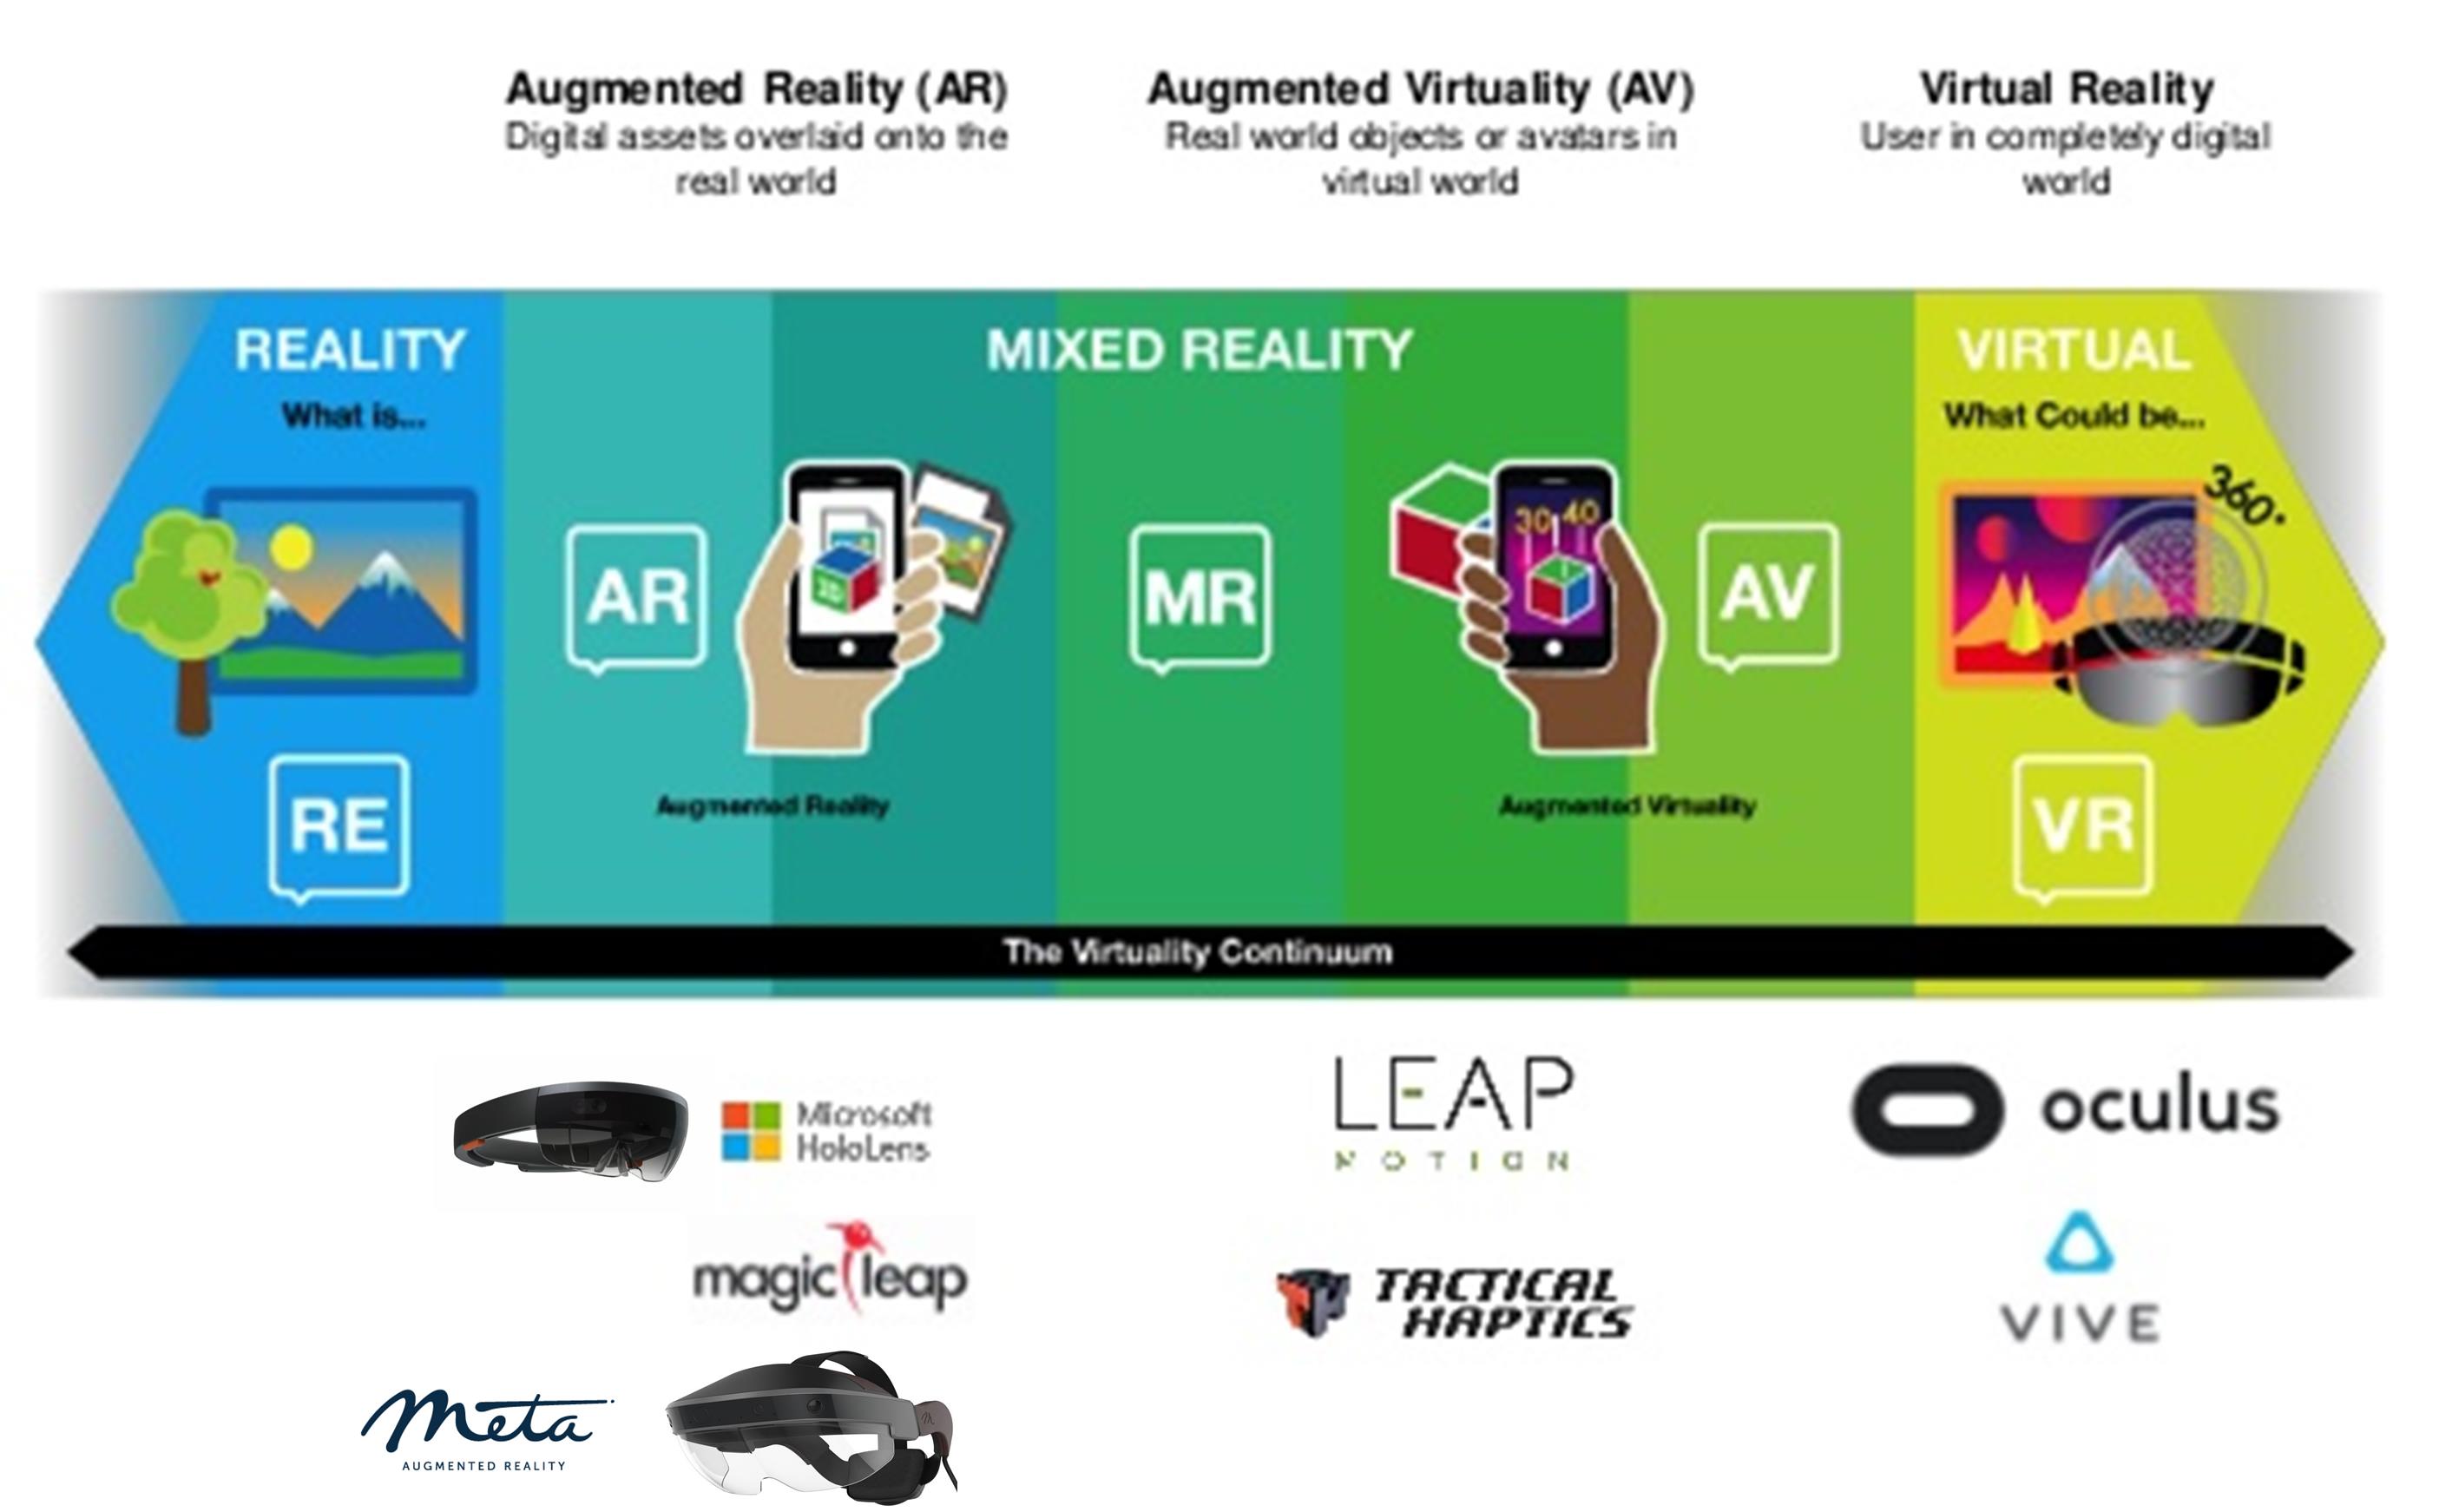 Augmented Reality (AR)
Digital assets overlaid onto the
real world
Augmented Virtuality (AV)
Real world objects or avatars in
virtual world
Virtual Reality
User in completely digital
world
REALITY
What is...
RE
MIXED REALITY
AR
3D
Augmented Reality
MR
30 40
AV
Augmented Virtuality
VIRTUAL
What Could be...
360°
VR
The Virtuality Continuum
Microsoft
HoloLens
magic leap
meta
AUGMENTED REALITY
LEAP
MOTION
TACTICAL
HAPTICS
oculus
VIVE